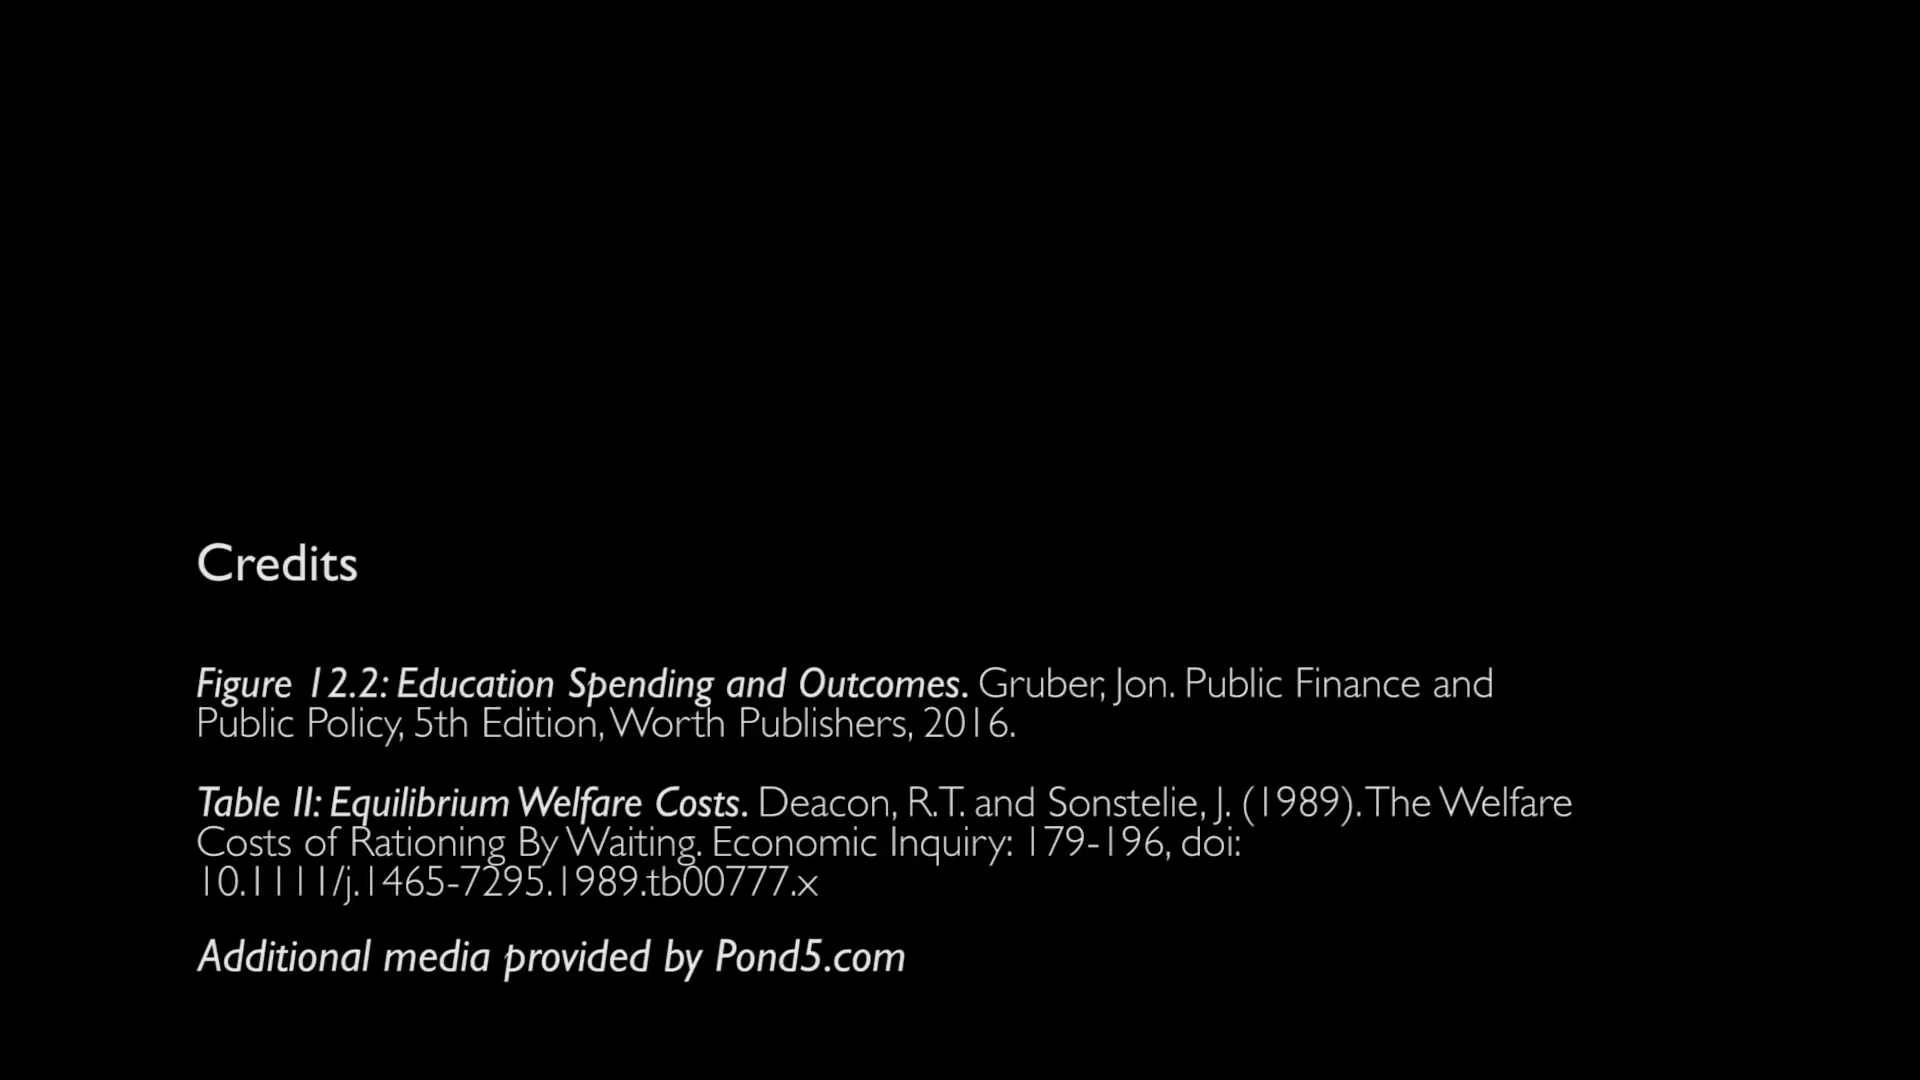 Credits
Figure 12.2: Education Spending and Outcomes. Gruber, Jon. Public Finance and
Public Policy, 5th Edition, Worth Publishers, 2016.
Table II: Equilibrium Welfare Costs. Deacon, R.T. and Sonstelie, J. (1989). The Welfare
Costs of Rationing By Waiting. Economic Inquiry: 179-196, doi:
10.1111/j.1465-7295.1989.tb00777.x
Additional media provided by Pond5.com